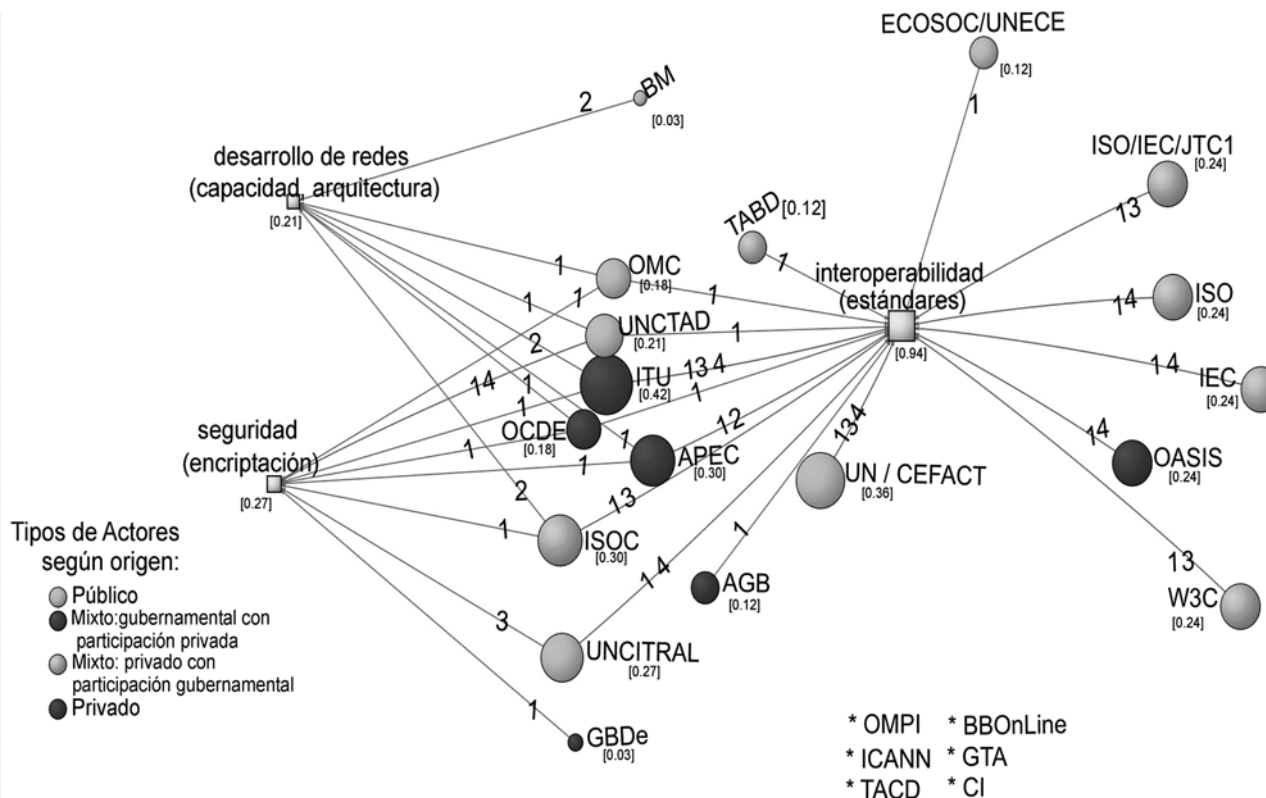 ECOSOC/UNECE
[0.12]
1
BM
[0.03]
2
desarrollo de redes
(capacidad, arquitectura)
[0.21]
ISO/IEC/JTC1
[0.24]
13
TABD [0.12]
1
interoperabilidad
(estándares)
[0.94]
OMC
[0.18]
1
1
1
ISO
[0.24]
14
UNCTAD
[0.21]
1
2
1
ITU
[0.42]
2
14
134
IEC
[0.24]
14
OCDE
[0.18]
1
1
1
APEC
[0.30]
1
1
12
seguridad
(encriptación)
[0.27]
1
UN / CEFACT
[0.36]
134
OASIS
[0.24]
14
ISOC
[0.30]
2
1
13
AGB
[0.12]
1
W3C
[0.24]
13
UNCITRAL
[0.27]
3
14
GBDe
[0.03]
1
Tipos de Actores
según origen:
Público
Mixto:gubernamental con
participación privada
Mixto: privado con
participación gubernamental
Privado
* OMPI * BBOnLine
* ICANN * GTA
* TACD * CI